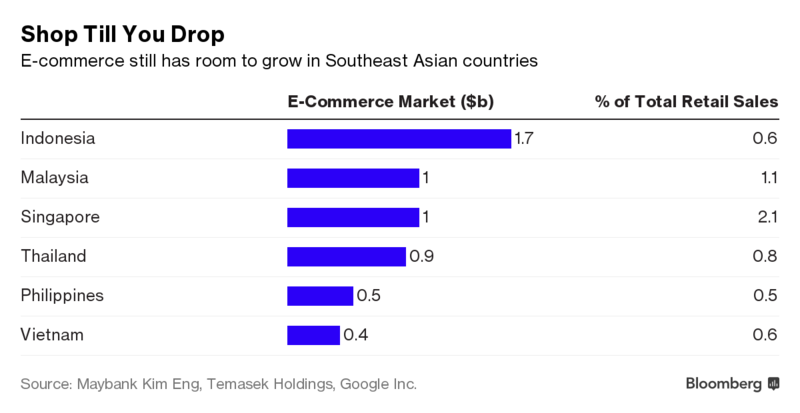 Shop Till You Drop
E-commerce still has room to grow in Southeast Asian countries
E-Commerce Market ($b) % of Total Retail Sales
Indonesia 1.7 0.6
Malaysia 1 1.1
Singapore 1 2.1
Thailand 0.9 0.8
Philippines 0.5 0.5
Vietnam 0.4 0.6
Source: Maybank Kim Eng, Temasek Holdings, Google Inc. Bloomberg